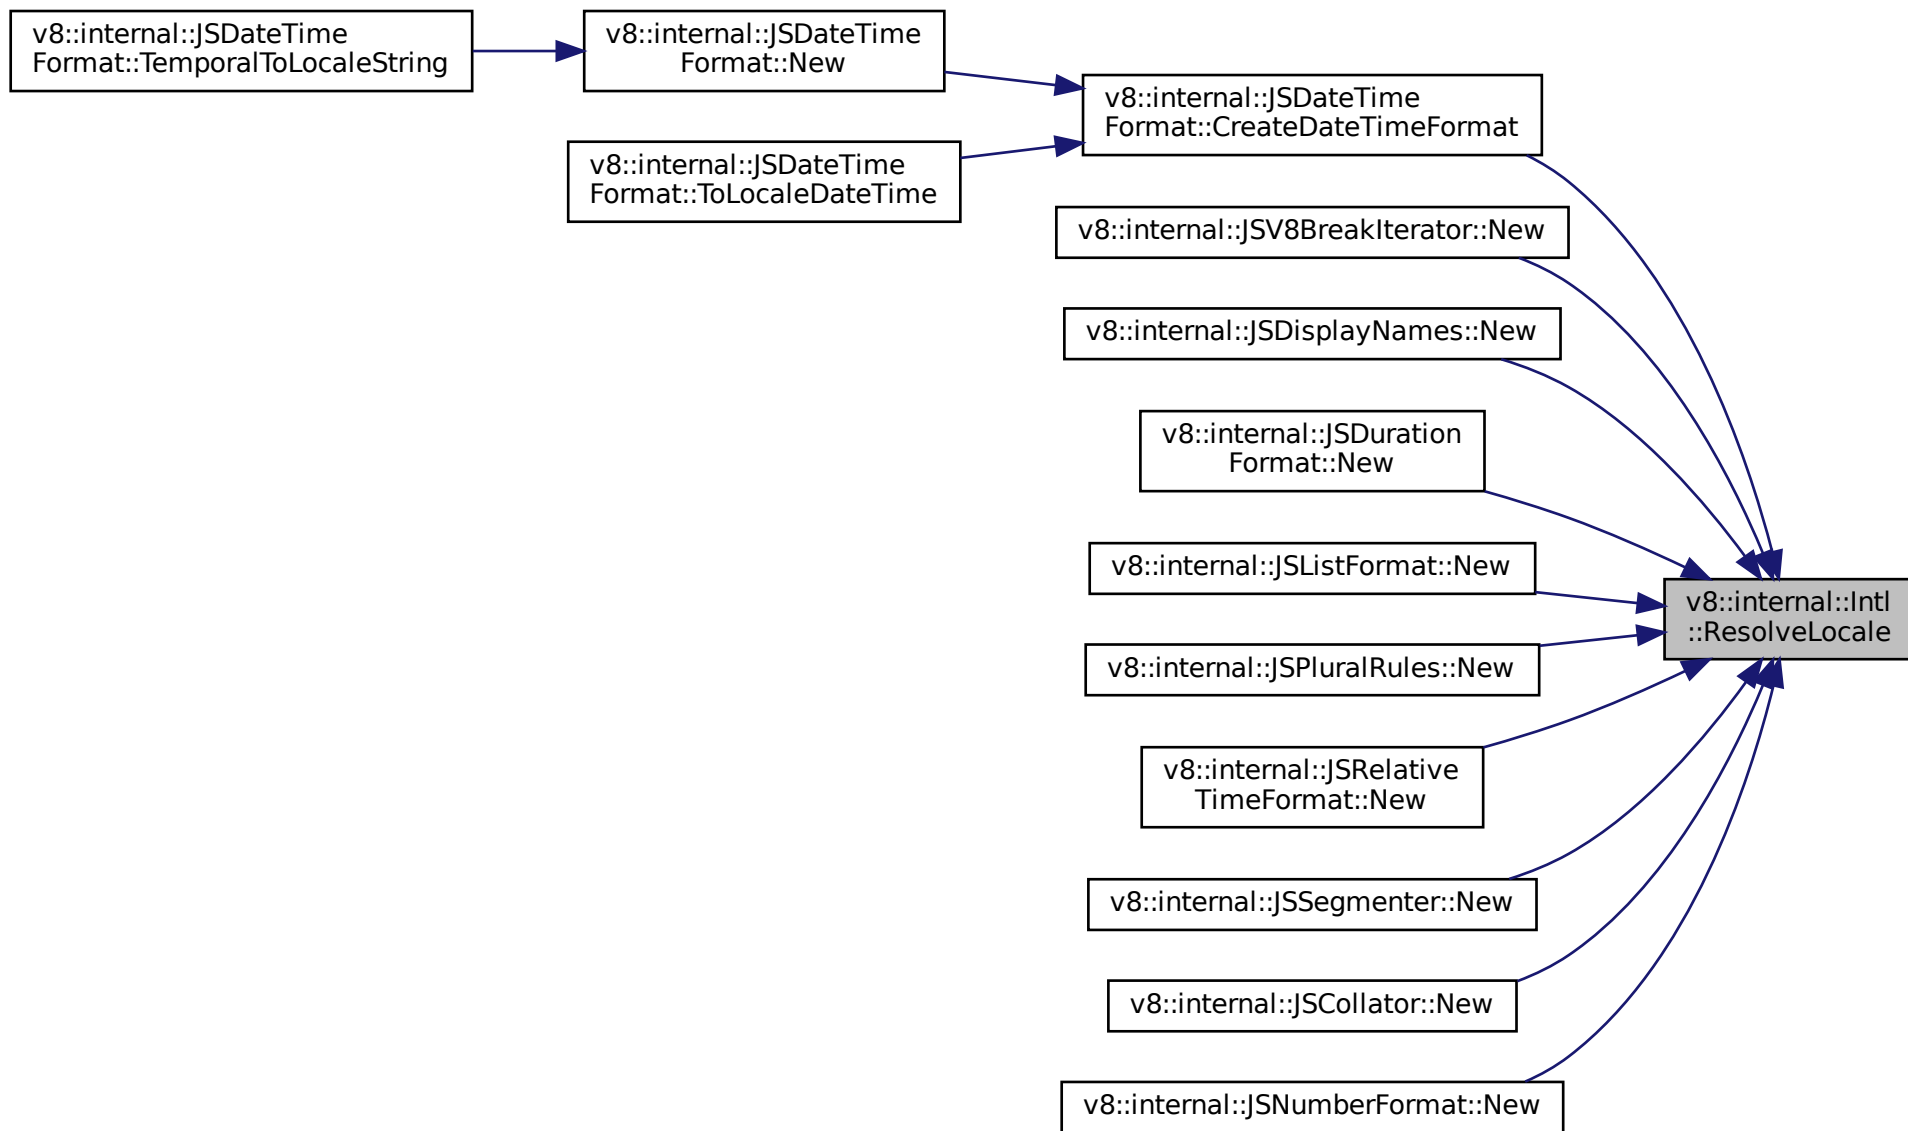 v8::internal::JSDateTime
Format::TemporalToLocaleString
v8::internal::JSDateTime
Format::New
v8::internal::JSDateTime
Format::CreateDateTimeFormat
v8::internal::JSDateTime
Format::ToLocaleDateTime
v8::internal::JSV8BreakIterator::New
v8::internal::JSDisplayNames::New
v8::internal::JSDuration
Format::New
v8::internal::JSListFormat::New
v8::internal::Intl
::ResolveLocale
v8::internal::JSPluralRules::New
v8::internal::JSRelative
TimeFormat::New
v8::internal::JSSegmenter::New
v8::internal::JSCollator::New
v8::internal::JSNumberFormat::New